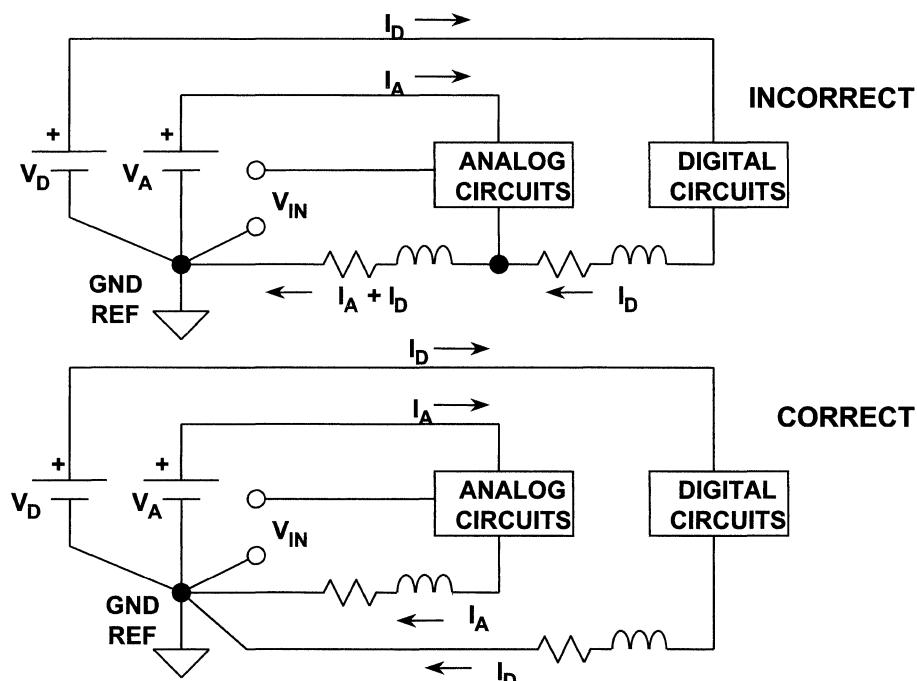 I_D
I_A
INCORRECT
+
+
V_D
V_A
V_IN
ANALOG
CIRCUITS
DIGITAL
CIRCUITS
GND
REF
I_A + I_D
I_D
I_D
I_A
CORRECT
+
+
V_D
V_A
V_IN
ANALOG
CIRCUITS
DIGITAL
CIRCUITS
GND
REF
I_A
I_D